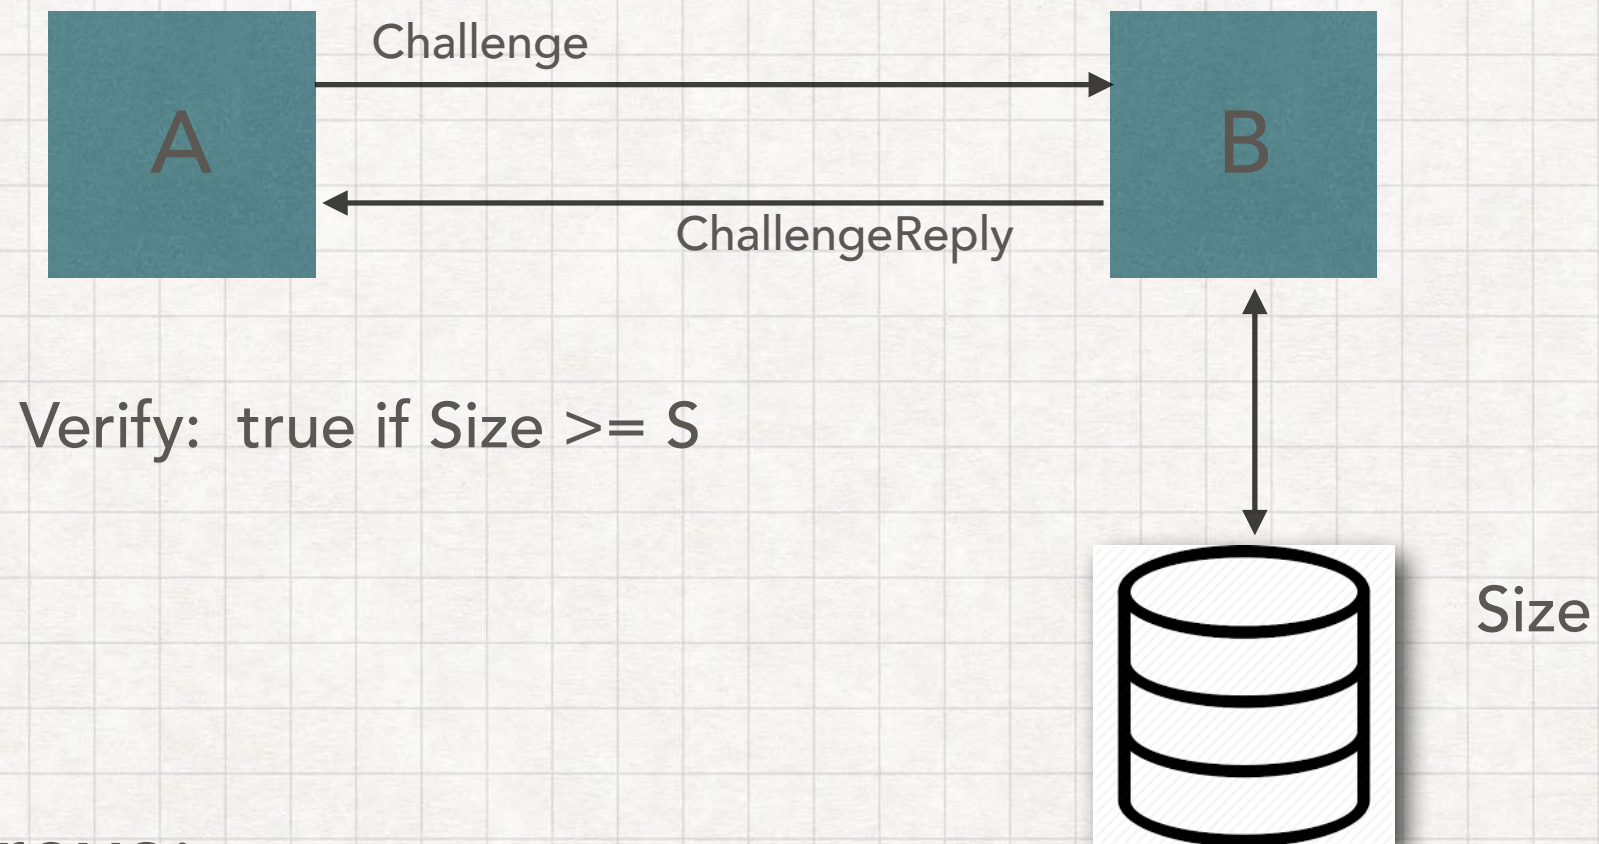 Challenge
A
B
ChallengeReply
Verify: true if Size >= S
Size